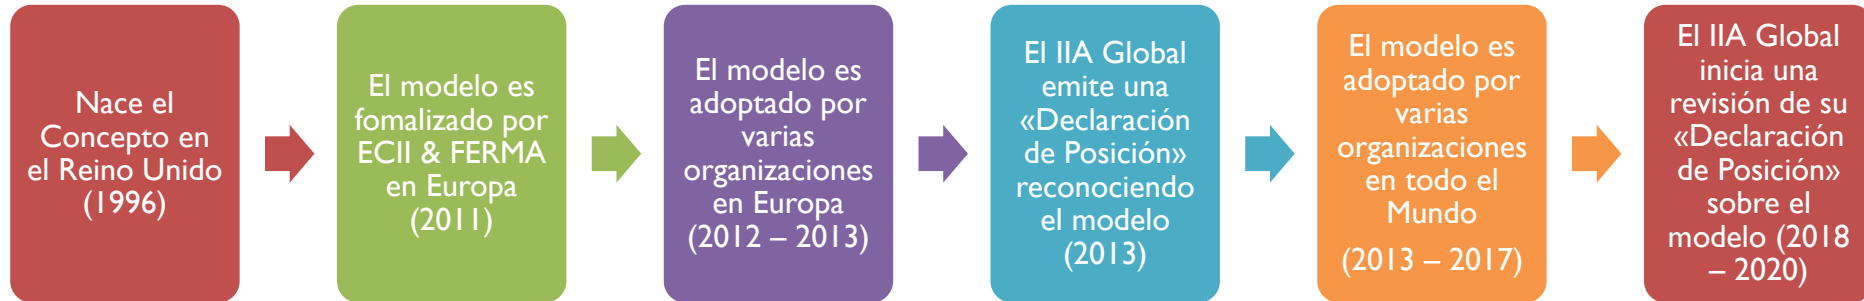 Nace el
Concepto en
el Reino Unido
(1996)
El modelo es
fomalizado por
ECII & FERMA
en Europa
(2011)
El modelo es
adoptado por
varias
organizaciones
en Europa
(2012 – 2013)
El IIA Global
emite una
«Declaración
de Posición»
reconociendo
el modelo
(2013)
El modelo es
adoptado por
varias
organizaciones
en todo el
Mundo
(2013 – 2017)
El IIA Global
inicia una
revisión de su
«Declaración
de Posición»
sobre el
modelo (2018
– 2020)